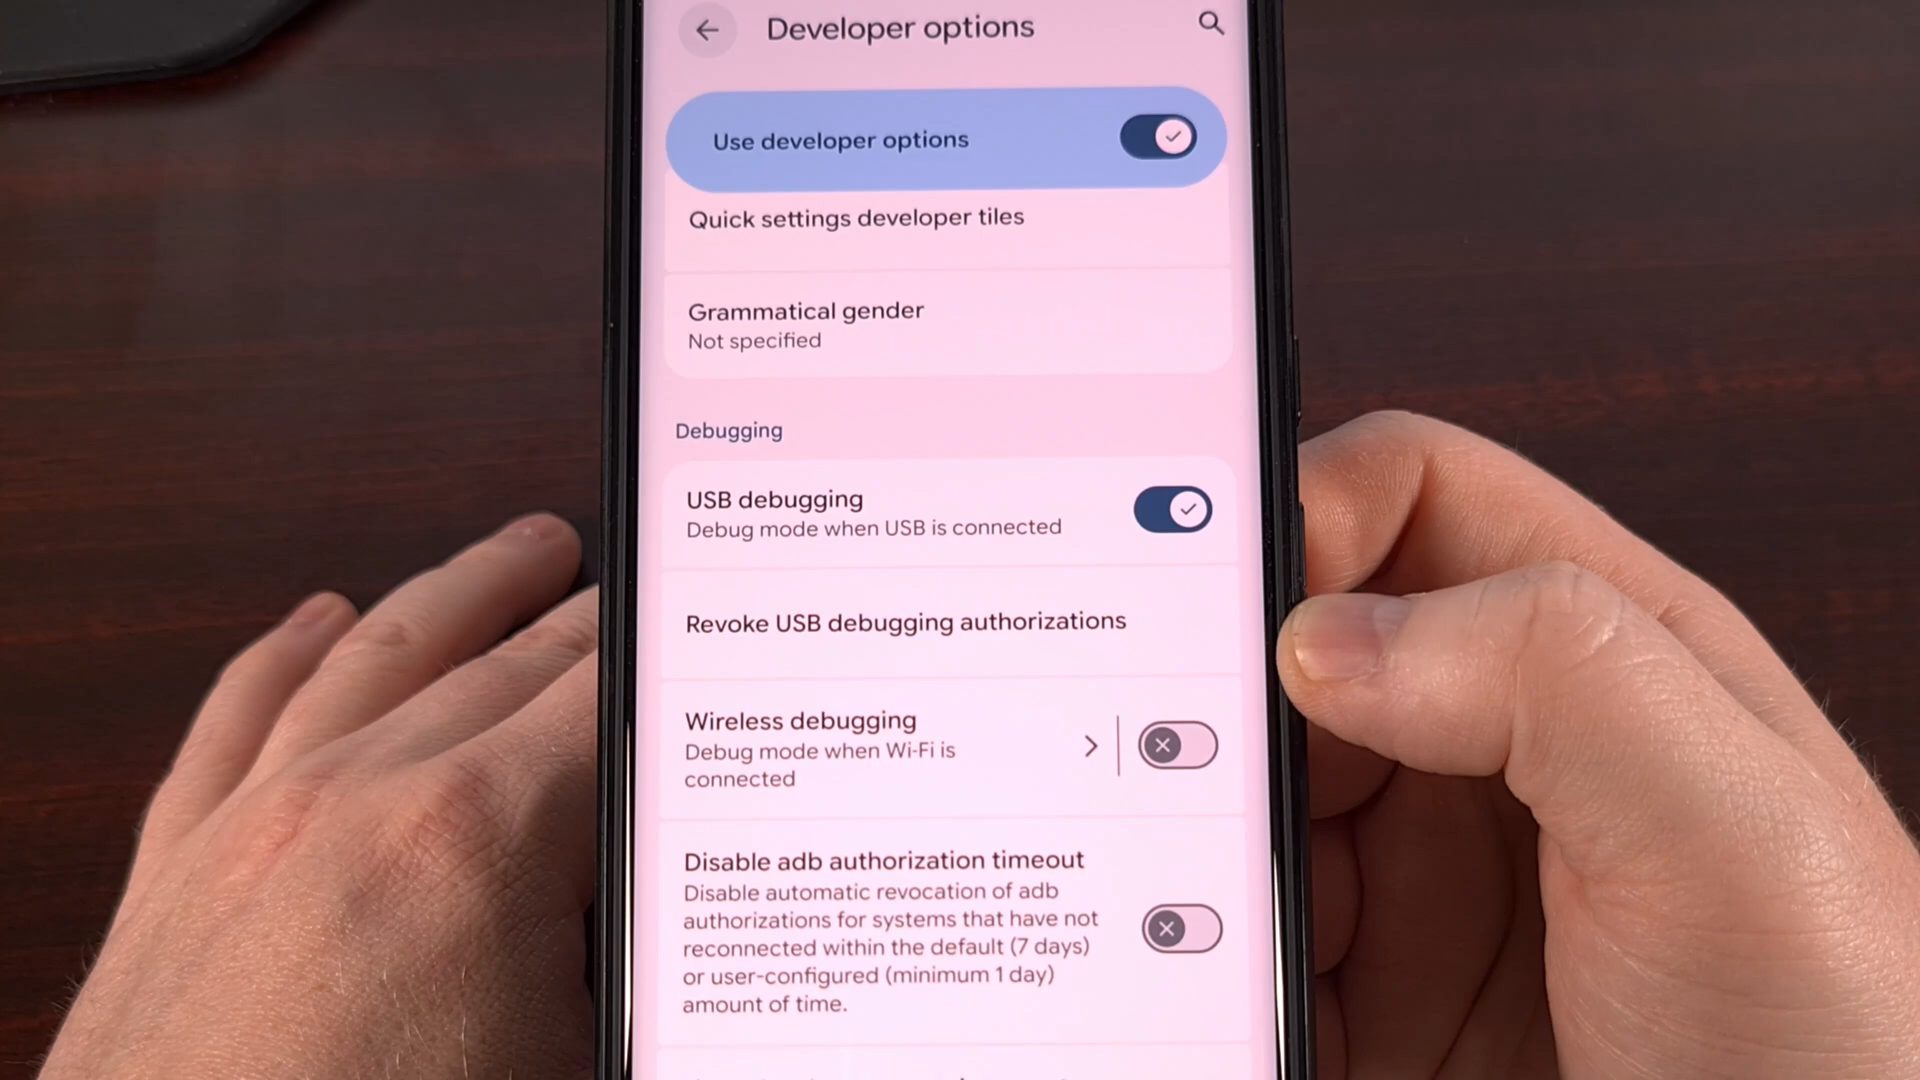 Developer options
Use developer options
Quick settings developer tiles
Grammatical gender
Not specified
Debugging
USB debugging
Debug mode when USB is connected
Revoke USB debugging authorizations
Wireless debugging
Debug mode when Wi-Fi is
connected
Disable adb authorization timeout
Disable automatic revocation of adb
authorizations for systems that have not
reconnected within the default (7 days)
or user-configured (minimum 1 day)
amount of time.